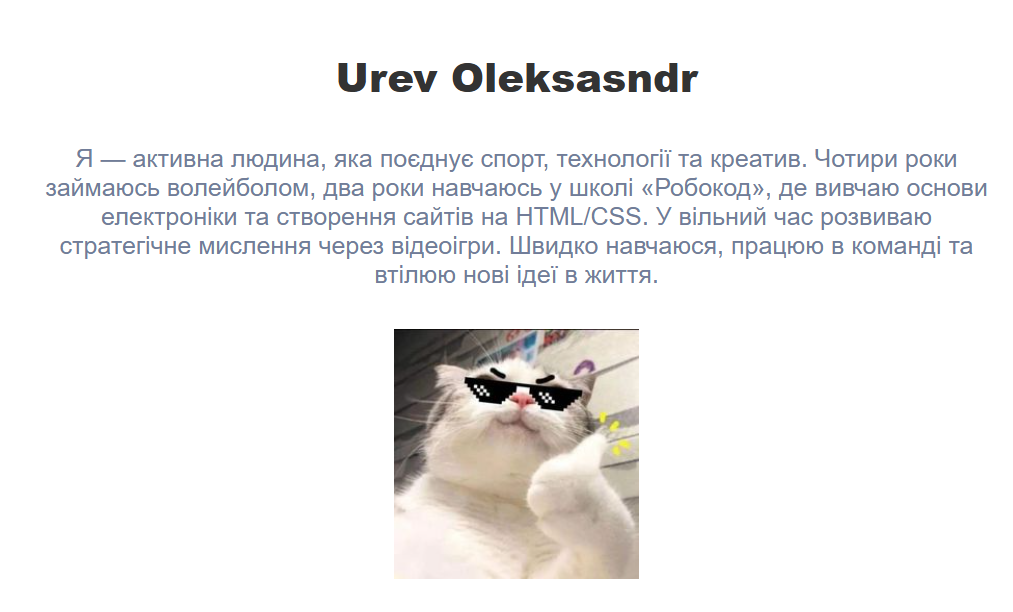 Urev Oleksasndr
Я — активна людина, яка поєднує спорт, технології та креатив. Чотири роки
займаюсь волейболом, два роки навчаюсь у школі «Робокод», де вивчаю основи
електроніки та створення сайтів на HTML/CSS. У вільний час розвиваю
стратегічне мислення через відеоігри. Швидко навчаюся, працюю в команді та
втілюю нові ідеї в життя.